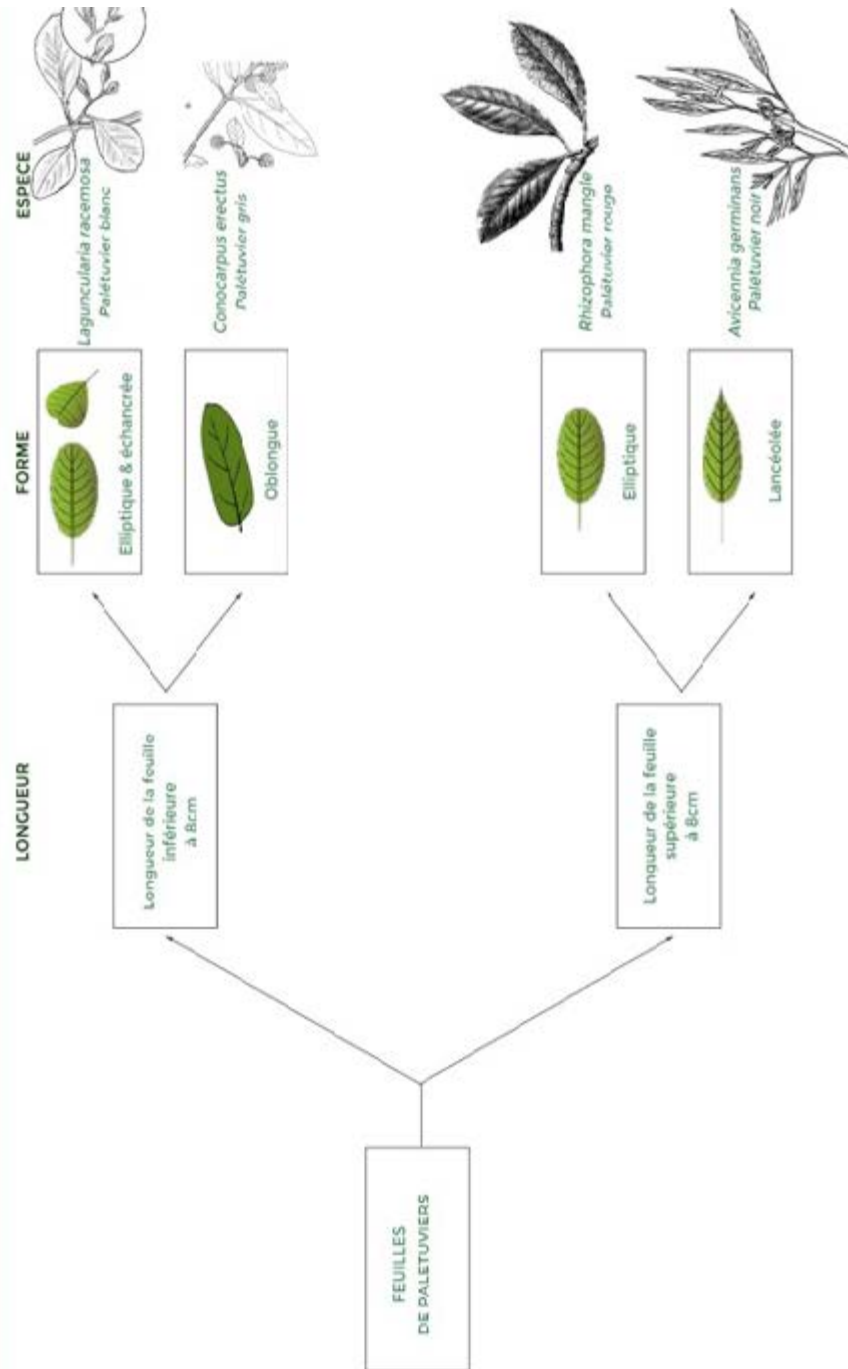 FEUILLES
DE PALETUVIERS
LONGUEUR
Longueur de la feuille
inférieure
à 8cm
Longueur de la feuille
supérieure
à 8cm
FORME
Elliptique & échancrée
Oblongue
Elliptique
Lancéolée
ESPECE
Laguncularia racemosa
Palétuvier blanc
Conocarpus erectus
Palétuvier gris
Rhizophora mangle
Palétuvier rouge
Avicennia germinans
Palétuvier noir